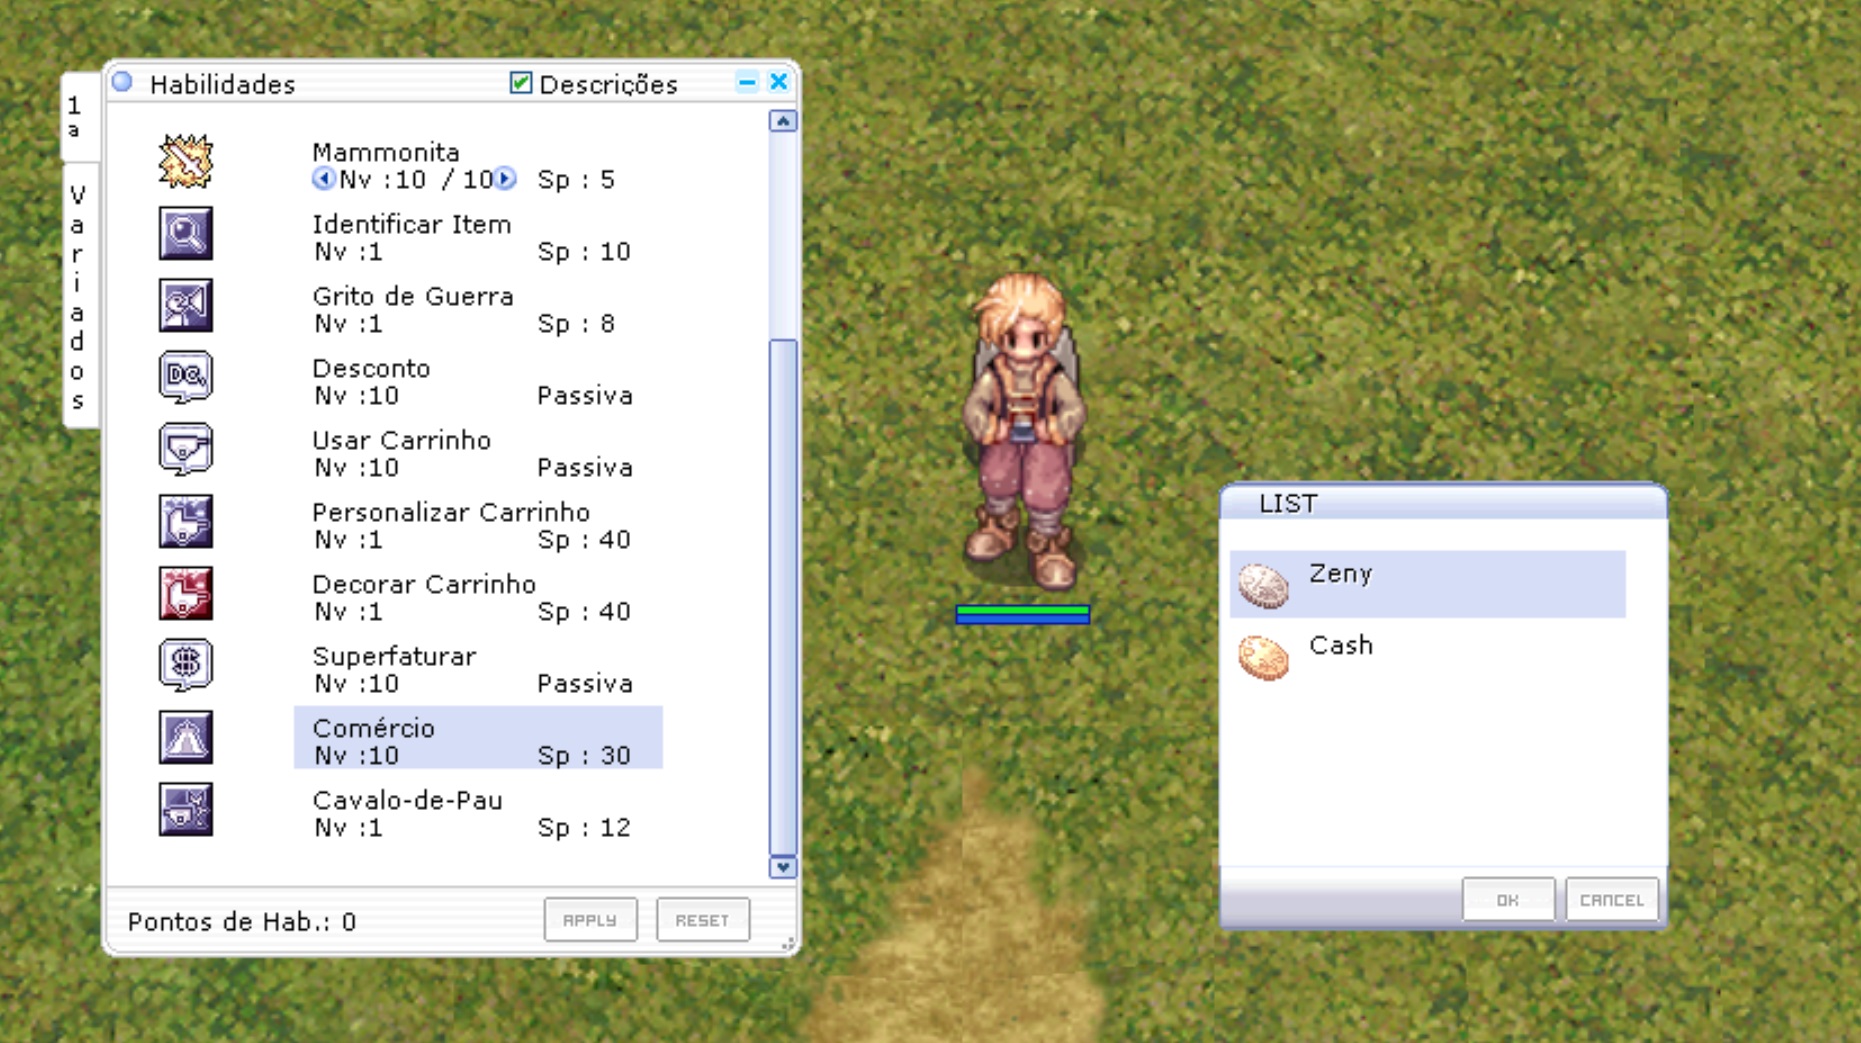 Habilidades
Descrições
1
a
Variados
Mammonita
Nv :10 / 10 Sp : 5
Identificar Item
Nv :1 Sp : 10
Grito de Guerra
Nv :1 Sp : 8
DC
Desconto
Nv :10 Passiva
Usar Carrinho
Nv :10 Passiva
Personalizar Carrinho
Nv :1 Sp : 40
Decorar Carrinho
Nv :1 Sp : 40
$
Superfaturar
Nv :10 Passiva
Comércio
Nv :10 Sp : 30
Cavalo-de-Pau
Nv :1 Sp : 12
Pontos de Hab.: 0
APPLY
RESET
LIST
Zeny
Cash
OK
CANCEL